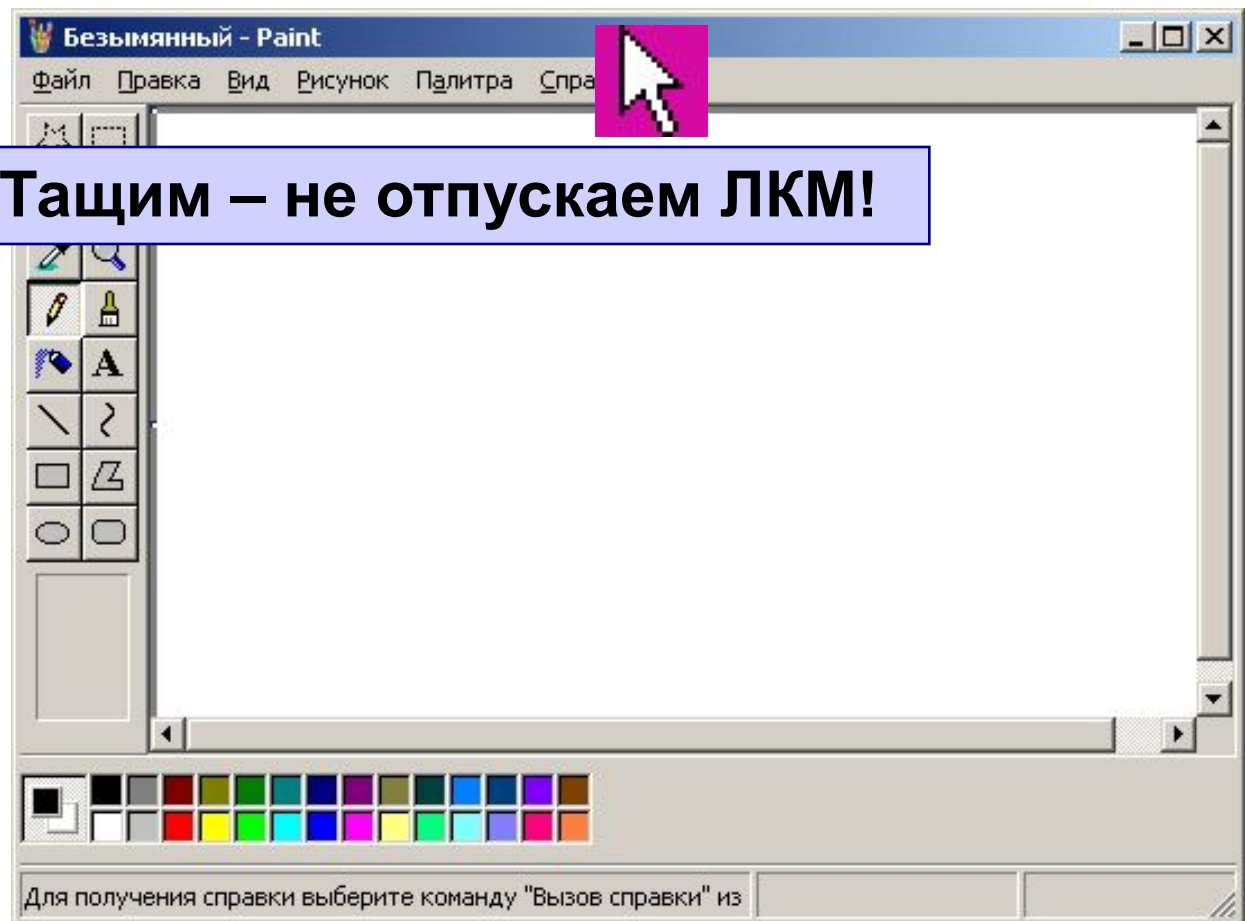 Безымянный - Paint
Файл Правка Вид Рисунок Палитра Спра
Тащим – не отпускаем ЛКМ!
A
Для получения справки выберите команду "Вызов справки" из